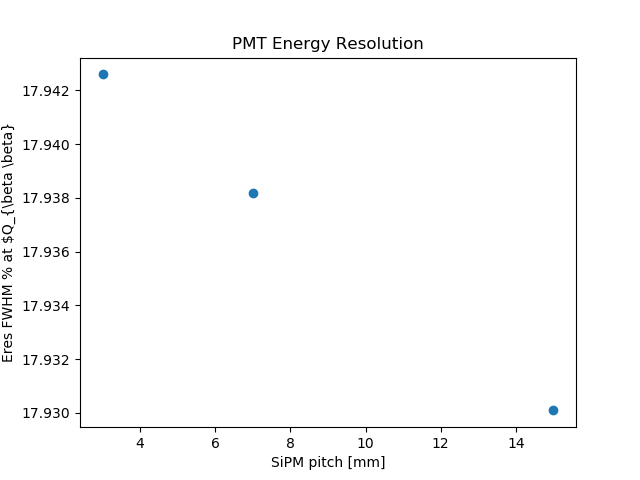 PMT Energy Resolution
Eres FWHM % at $Q_{\beta \beta}
17.942
17.940
17.938
17.936
17.934
17.932
17.930
4 6 8 10 12 14
SiPM pitch [mm]